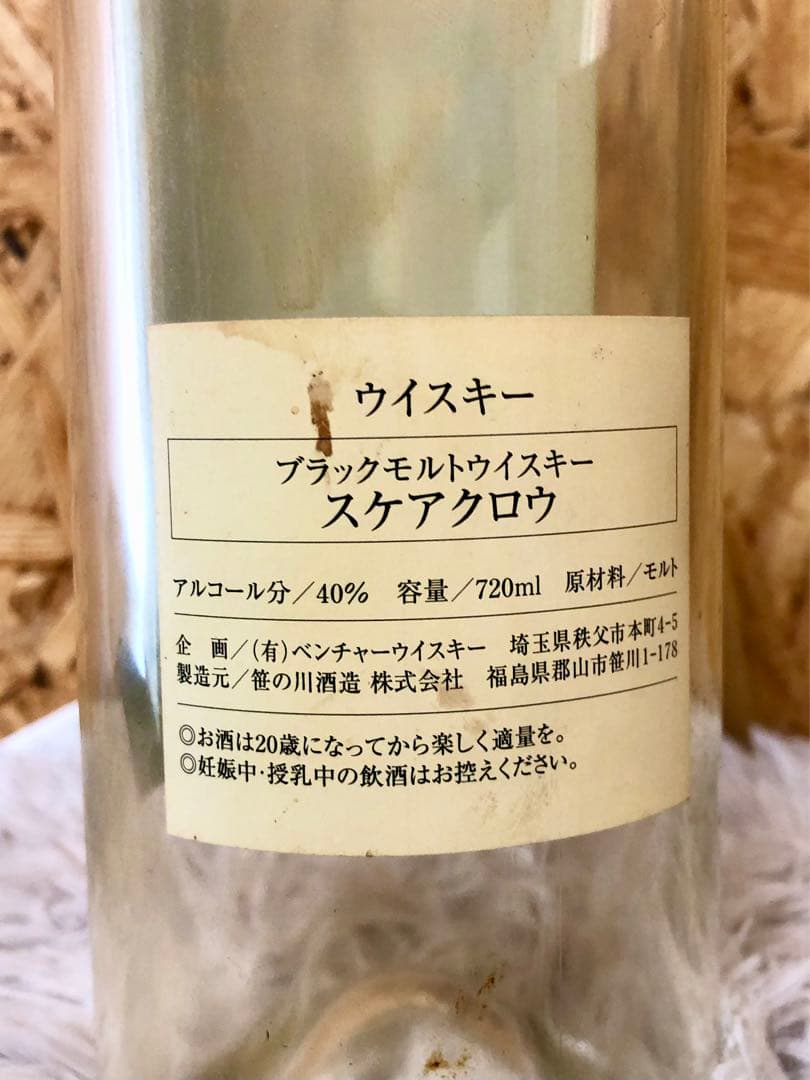 ウイスキー
ブラックモルトウイスキー
スケアクロウ
アルコール分／40％　容量／720ml　原材料／モルト
企　画／(有)ベンチャーウイスキー　埼玉県秩父市本町4-5
製造元／笹の川酒造 株式会社　福島県郡山市笹川1-178
◎お酒は20歳になってから楽しく適量を。
◎妊娠中・授乳中の飲酒はお控えください。